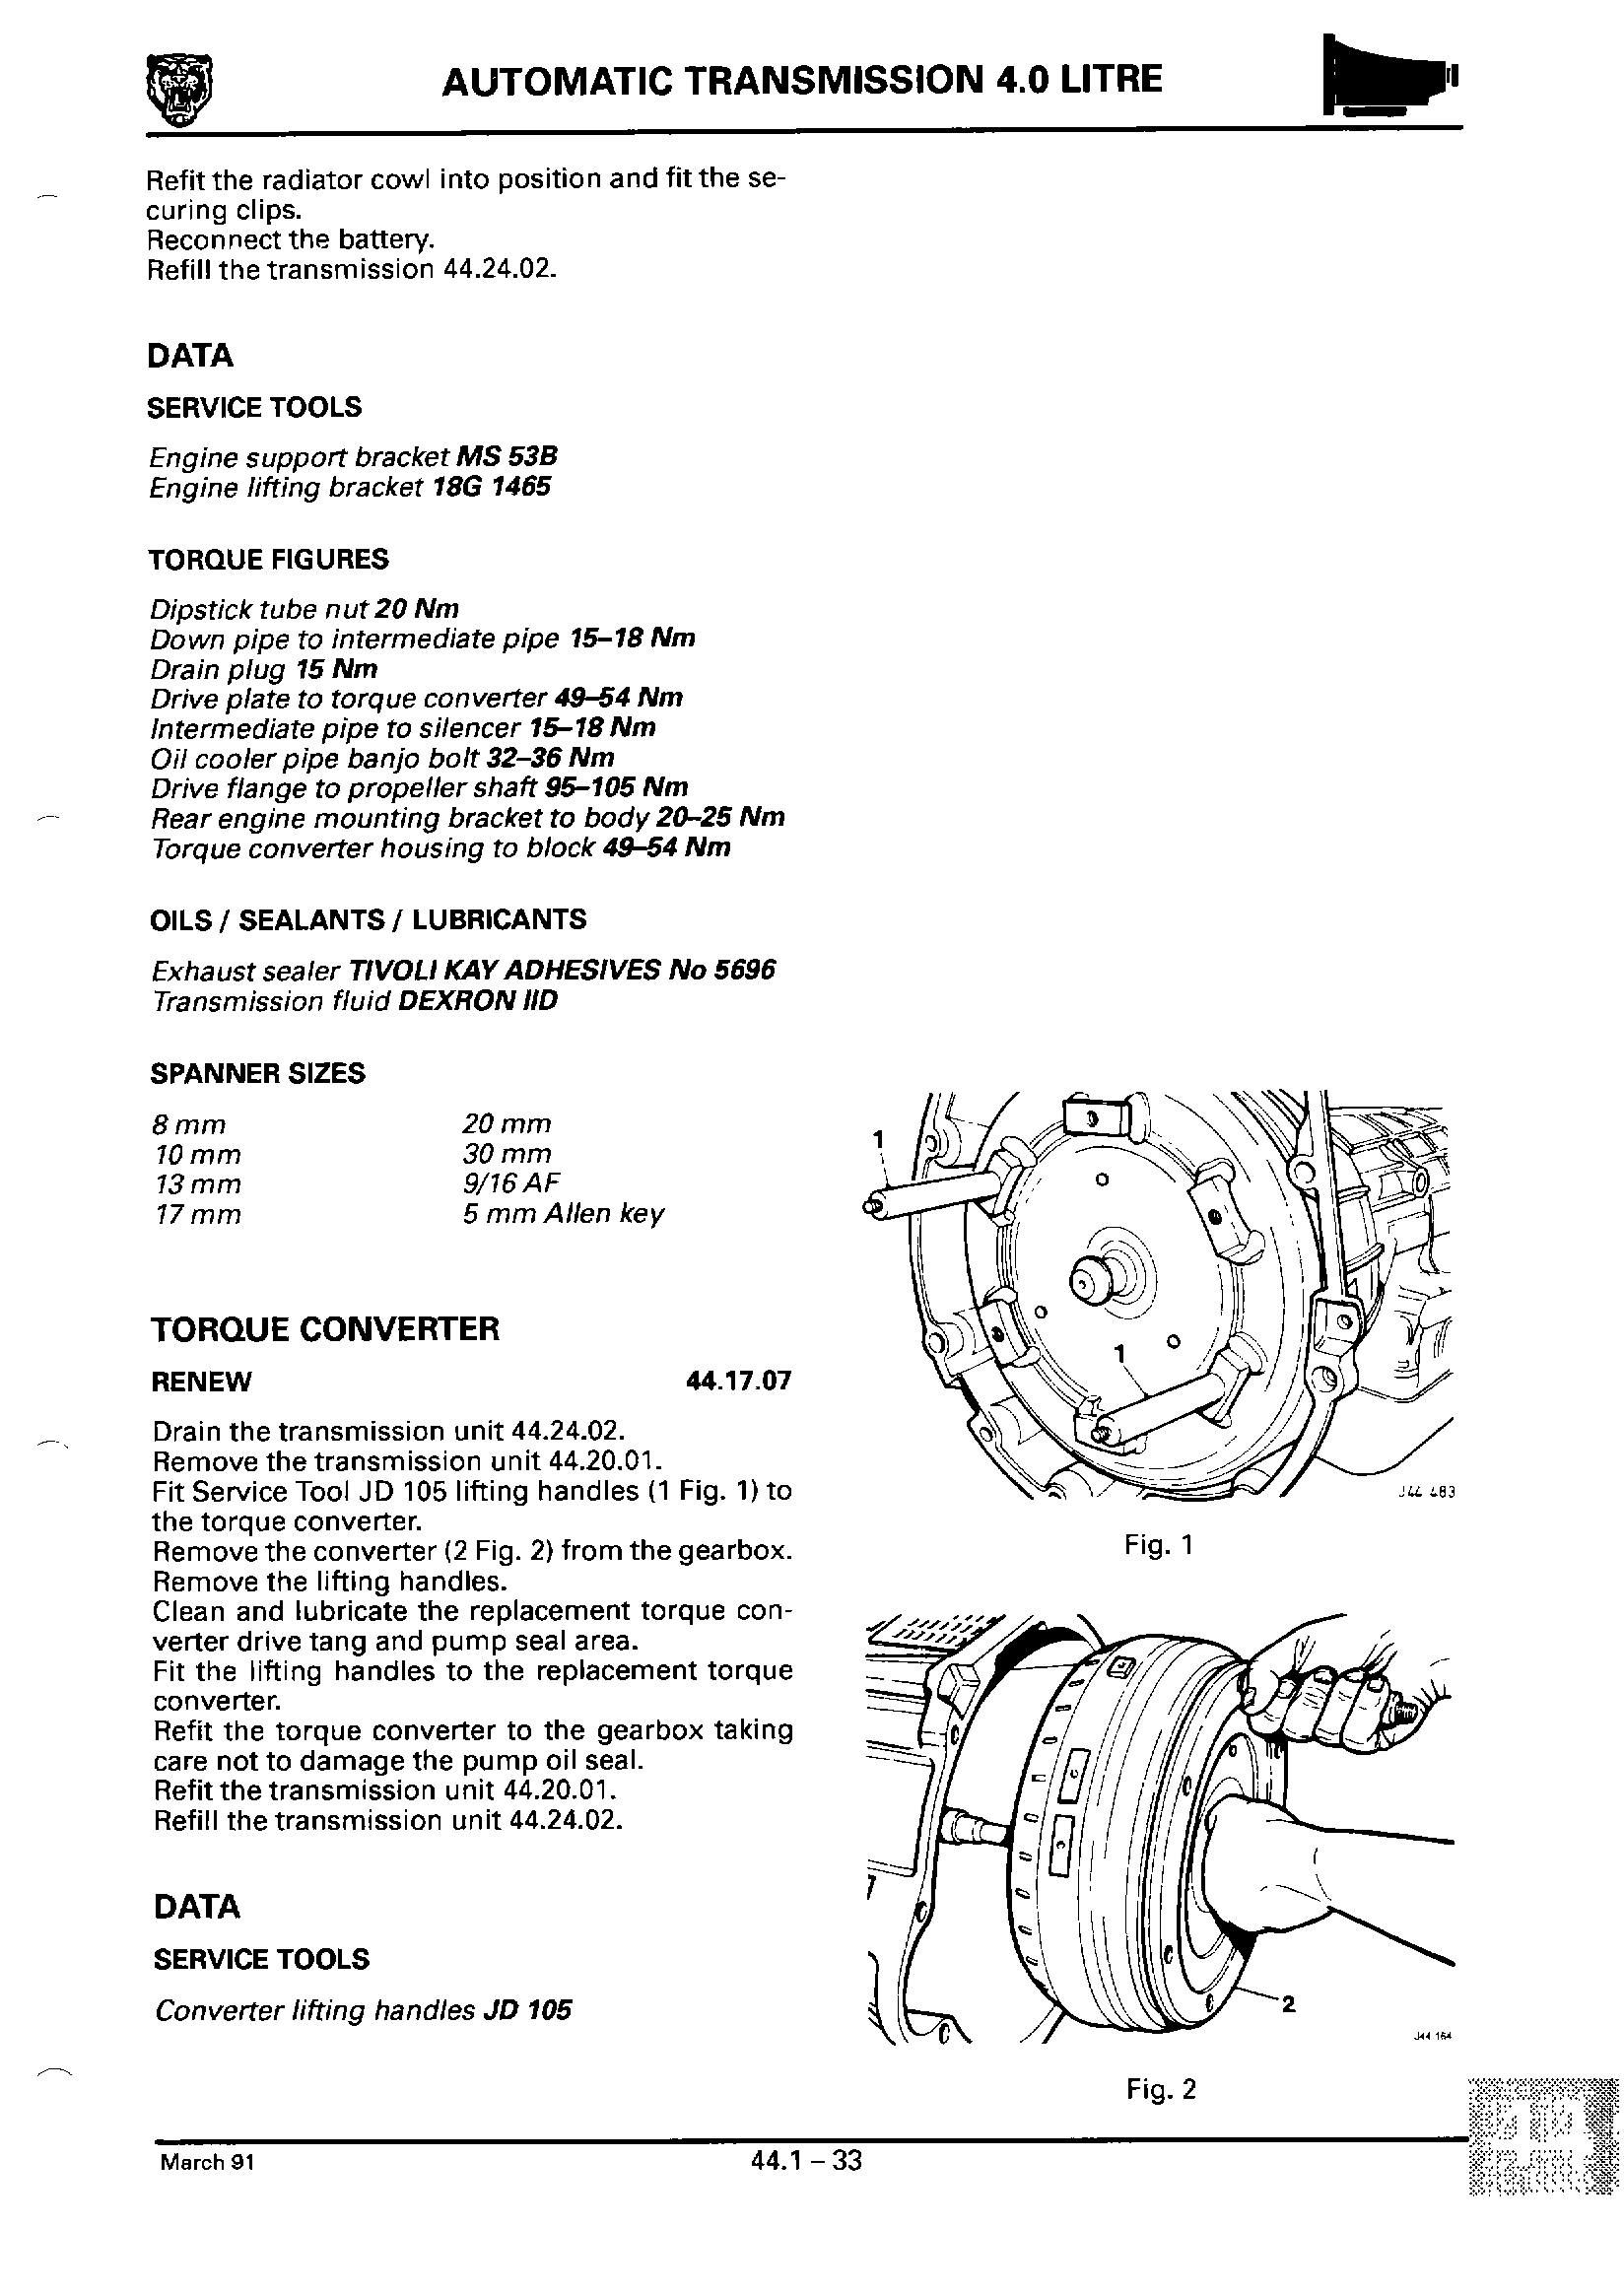 AUTOMATIC TRANSMISSION 4.0 LITRE
Refit the radiator cowl into position and fit the se-
curing clips.
Reconnect the battery.
Refill the transmission 44.24.02.
DATA
SERVICE TOOLS
Engine support bracket MS 53B
Engine lifting bracket 18G 1465
TORQUE FIGURES
Dipstick tube nut 20 Nm
Down pipe to intermediate pipe 15–18 Nm
Drain plug 15 Nm
Drive plate to torque converter 49–54 Nm
Intermediate pipe to silencer 15–18 Nm
Oil cooler pipe banjo bolt 32–36 Nm
Drive flange to propeller shaft 95–105 Nm
Rear engine mounting bracket to body 20–25 Nm
Torque converter housing to block 49–54 Nm
OILS / SEALANTS / LUBRICANTS
Exhaust sealer TIVOLI KAY ADHESIVES No 5696
Transmission fluid DEXRON IID
SPANNER SIZES
8 mm 20 mm
10 mm 30 mm
13 mm 9/16 AF
17 mm 5 mm Allen key
TORQUE CONVERTER
RENEW 44.17.07
Drain the transmission unit 44.24.02.
Remove the transmission unit 44.20.01.
Fit Service Tool JD 105 lifting handles (1 Fig. 1) to
the torque converter.
Remove the converter (2 Fig. 2) from the gearbox.
Remove the lifting handles.
Clean and lubricate the replacement torque con-
verter drive tang and pump seal area.
Fit the lifting handles to the replacement torque
converter.
Refit the torque converter to the gearbox taking
care not to damage the pump oil seal.
Refit the transmission unit 44.20.01.
Refill the transmission unit 44.24.02.
DATA
SERVICE TOOLS
Converter lifting handles JD 105
1
1
J44 483
Fig. 1
2
J44 164
Fig. 2
44
March 91
44.1 – 33